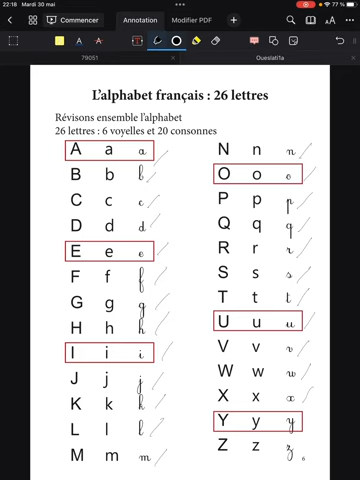 22:18 Mardi 30 mai
77 %
Commencer
Annotation
Modifier PDF
79051
Oueslati1a
L'alphabet français : 26 lettres
Révisons ensemble l'alphabet
26 lettres : 6 voyelles et 20 consonnes
A a a
B b b
C c c
D d d
E e e
F f f
G g g
H h h
I i i
J j j
K k k
L l l
M m m
N n n
O o o
P p p
Q q q
R r r
S s s
T t t
U u u
V v v
W w w
X x x
Y y y
Z z z
6